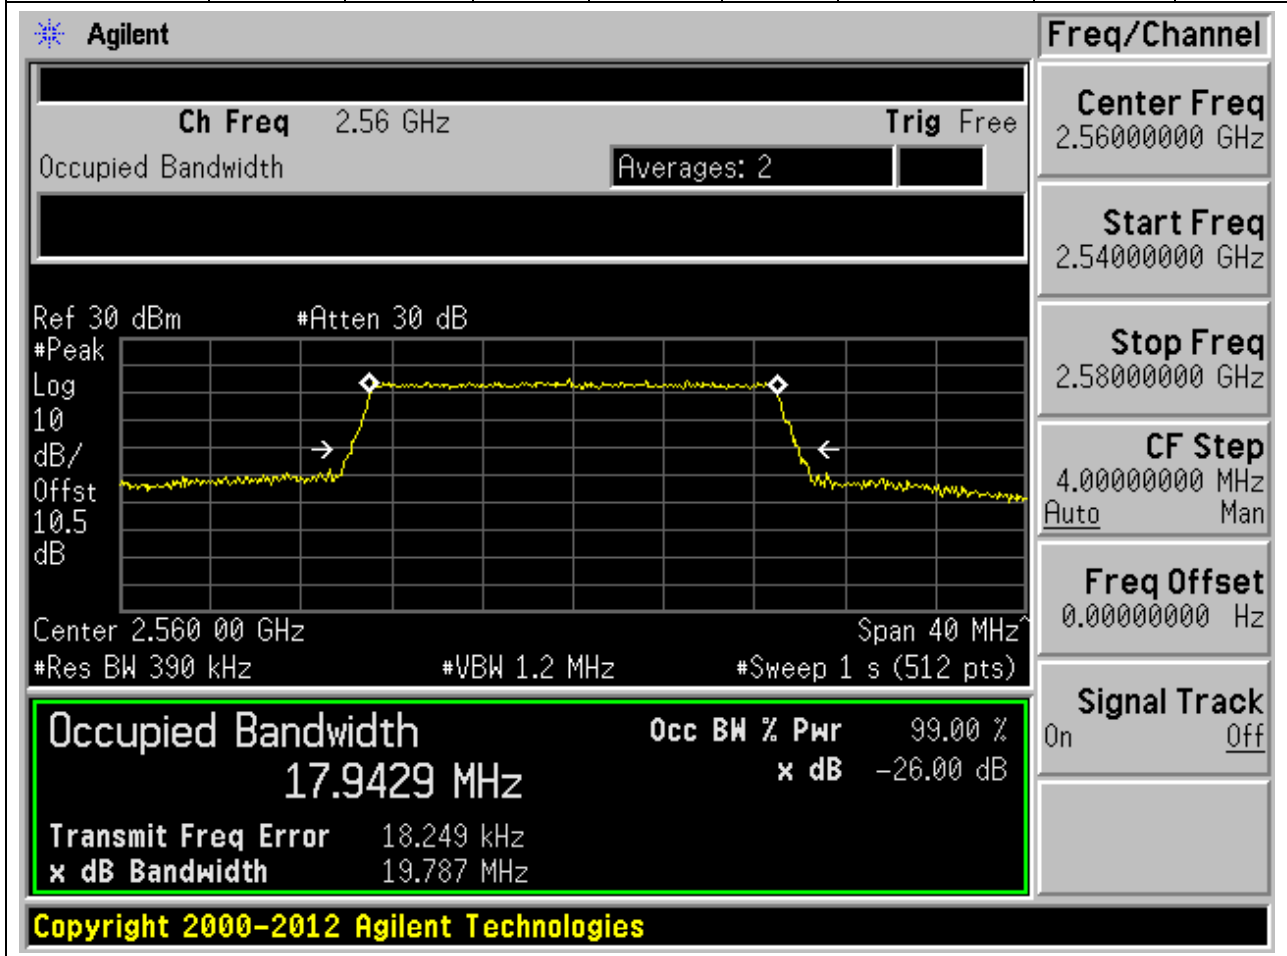 Agilent
Freq/Channel
Ch Freq 2.56 GHz Trig Free
Occupied Bandwidth Averages: 2
Ref 30 dBm #Atten 30 dB
#Peak
Log
10
dB/
Offst
10.5
dB
Center 2.560 00 GHz Span 40 MHz^
#Res BW 390 kHz #VBW 1.2 MHz #Sweep 1 s (512 pts)
Occupied Bandwidth Occ BW % Pwr 99.00 %
17.9429 MHz x dB -26.00 dB
Transmit Freq Error 18.249 kHz
x dB Bandwidth 19.787 MHz
Copyright 2000-2012 Agilent Technologies
Center Freq
2.56000000 GHz
Start Freq
2.54000000 GHz
Stop Freq
2.58000000 GHz
CF Step
4.00000000 MHz
Auto Man
Freq Offset
0.00000000 Hz
Signal Track
On Off